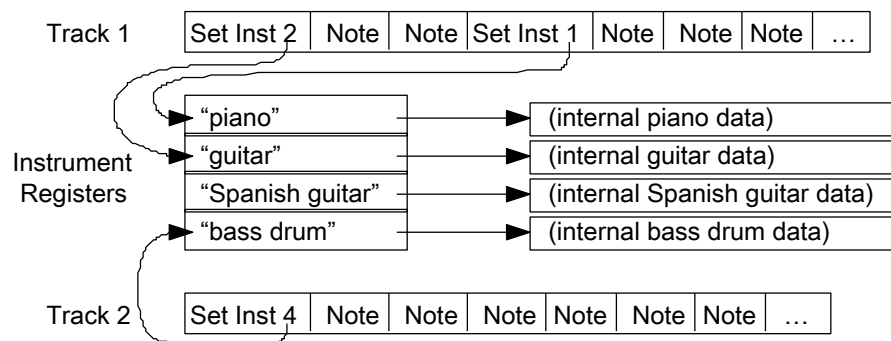 Track 1 Set Inst 2 Note Note Set Inst 1 Note Note Note …
“piano” (internal piano data)
“guitar” (internal guitar data)
Instrument
Registers
“Spanish guitar” (internal Spanish guitar data)
“bass drum” (internal bass drum data)
Track 2 Set Inst 4 Note Note Note Note Note Note …